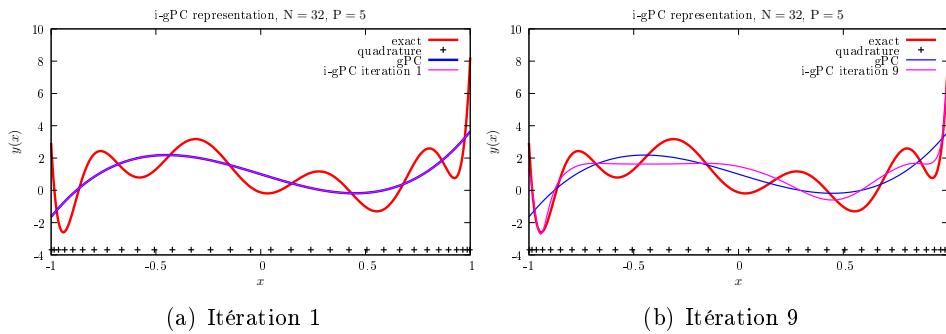 i-gPC representation, N = 32, P = 5
exact
quadrature
gPC
i-gPC iteration 1
y(x)
10
8
6
4
2
0
-2
-4
-1
-0.5
0
0.5
1
x
(a) Itération 1
i-gPC representation, N = 32, P = 5
exact
quadrature
gPC
i-gPC iteration 9
y(x)
10
8
6
4
2
0
-2
-4
-1
-0.5
0
0.5
x
(b) Itération 9